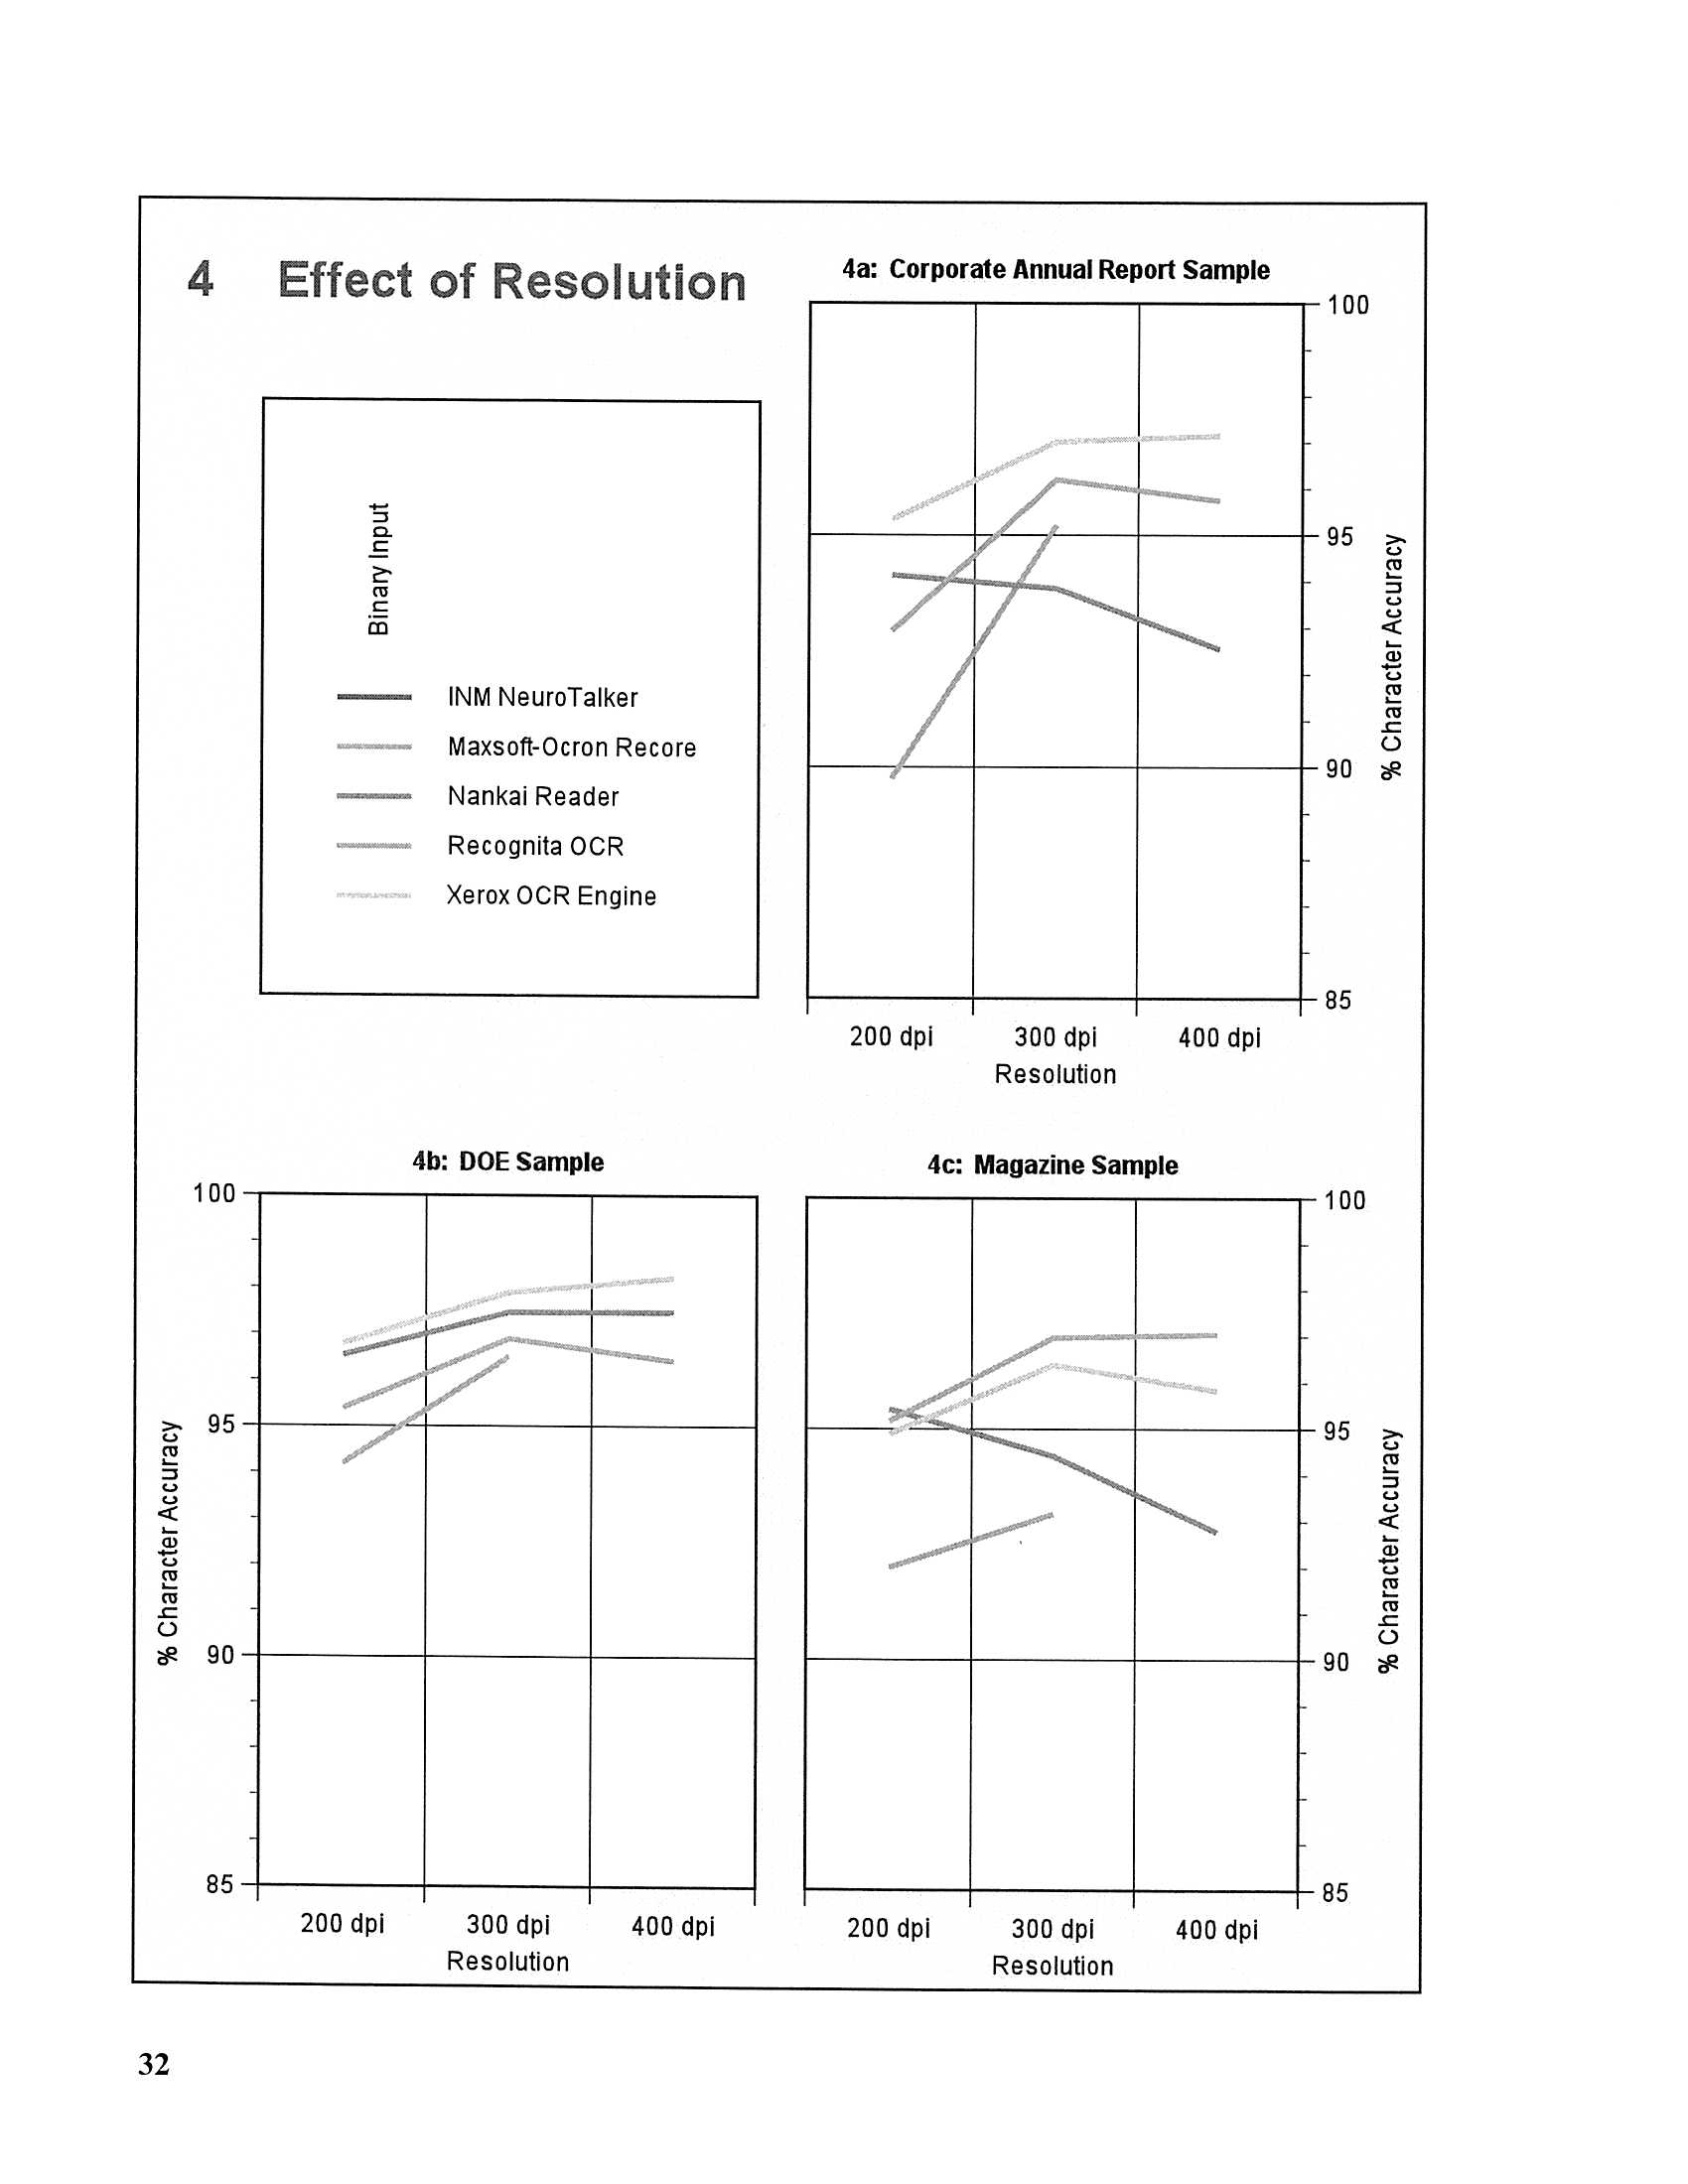 4 Effect of Resolution
Binary Input
INM NeuroTalker
Maxsoft-Ocron Recore
Nankai Reader
Recognita OCR
Xerox OCR Engine
4a: Corporate Annual Report Sample
100
95
90
85
% Character Accuracy
200 dpi 300 dpi 400 dpi
Resolution
4b: DOE Sample
100
95
90
85
% Character Accuracy
200 dpi 300 dpi 400 dpi
Resolution
4c: Magazine Sample
100
95
90
85
% Character Accuracy
200 dpi 300 dpi 400 dpi
Resolution
32